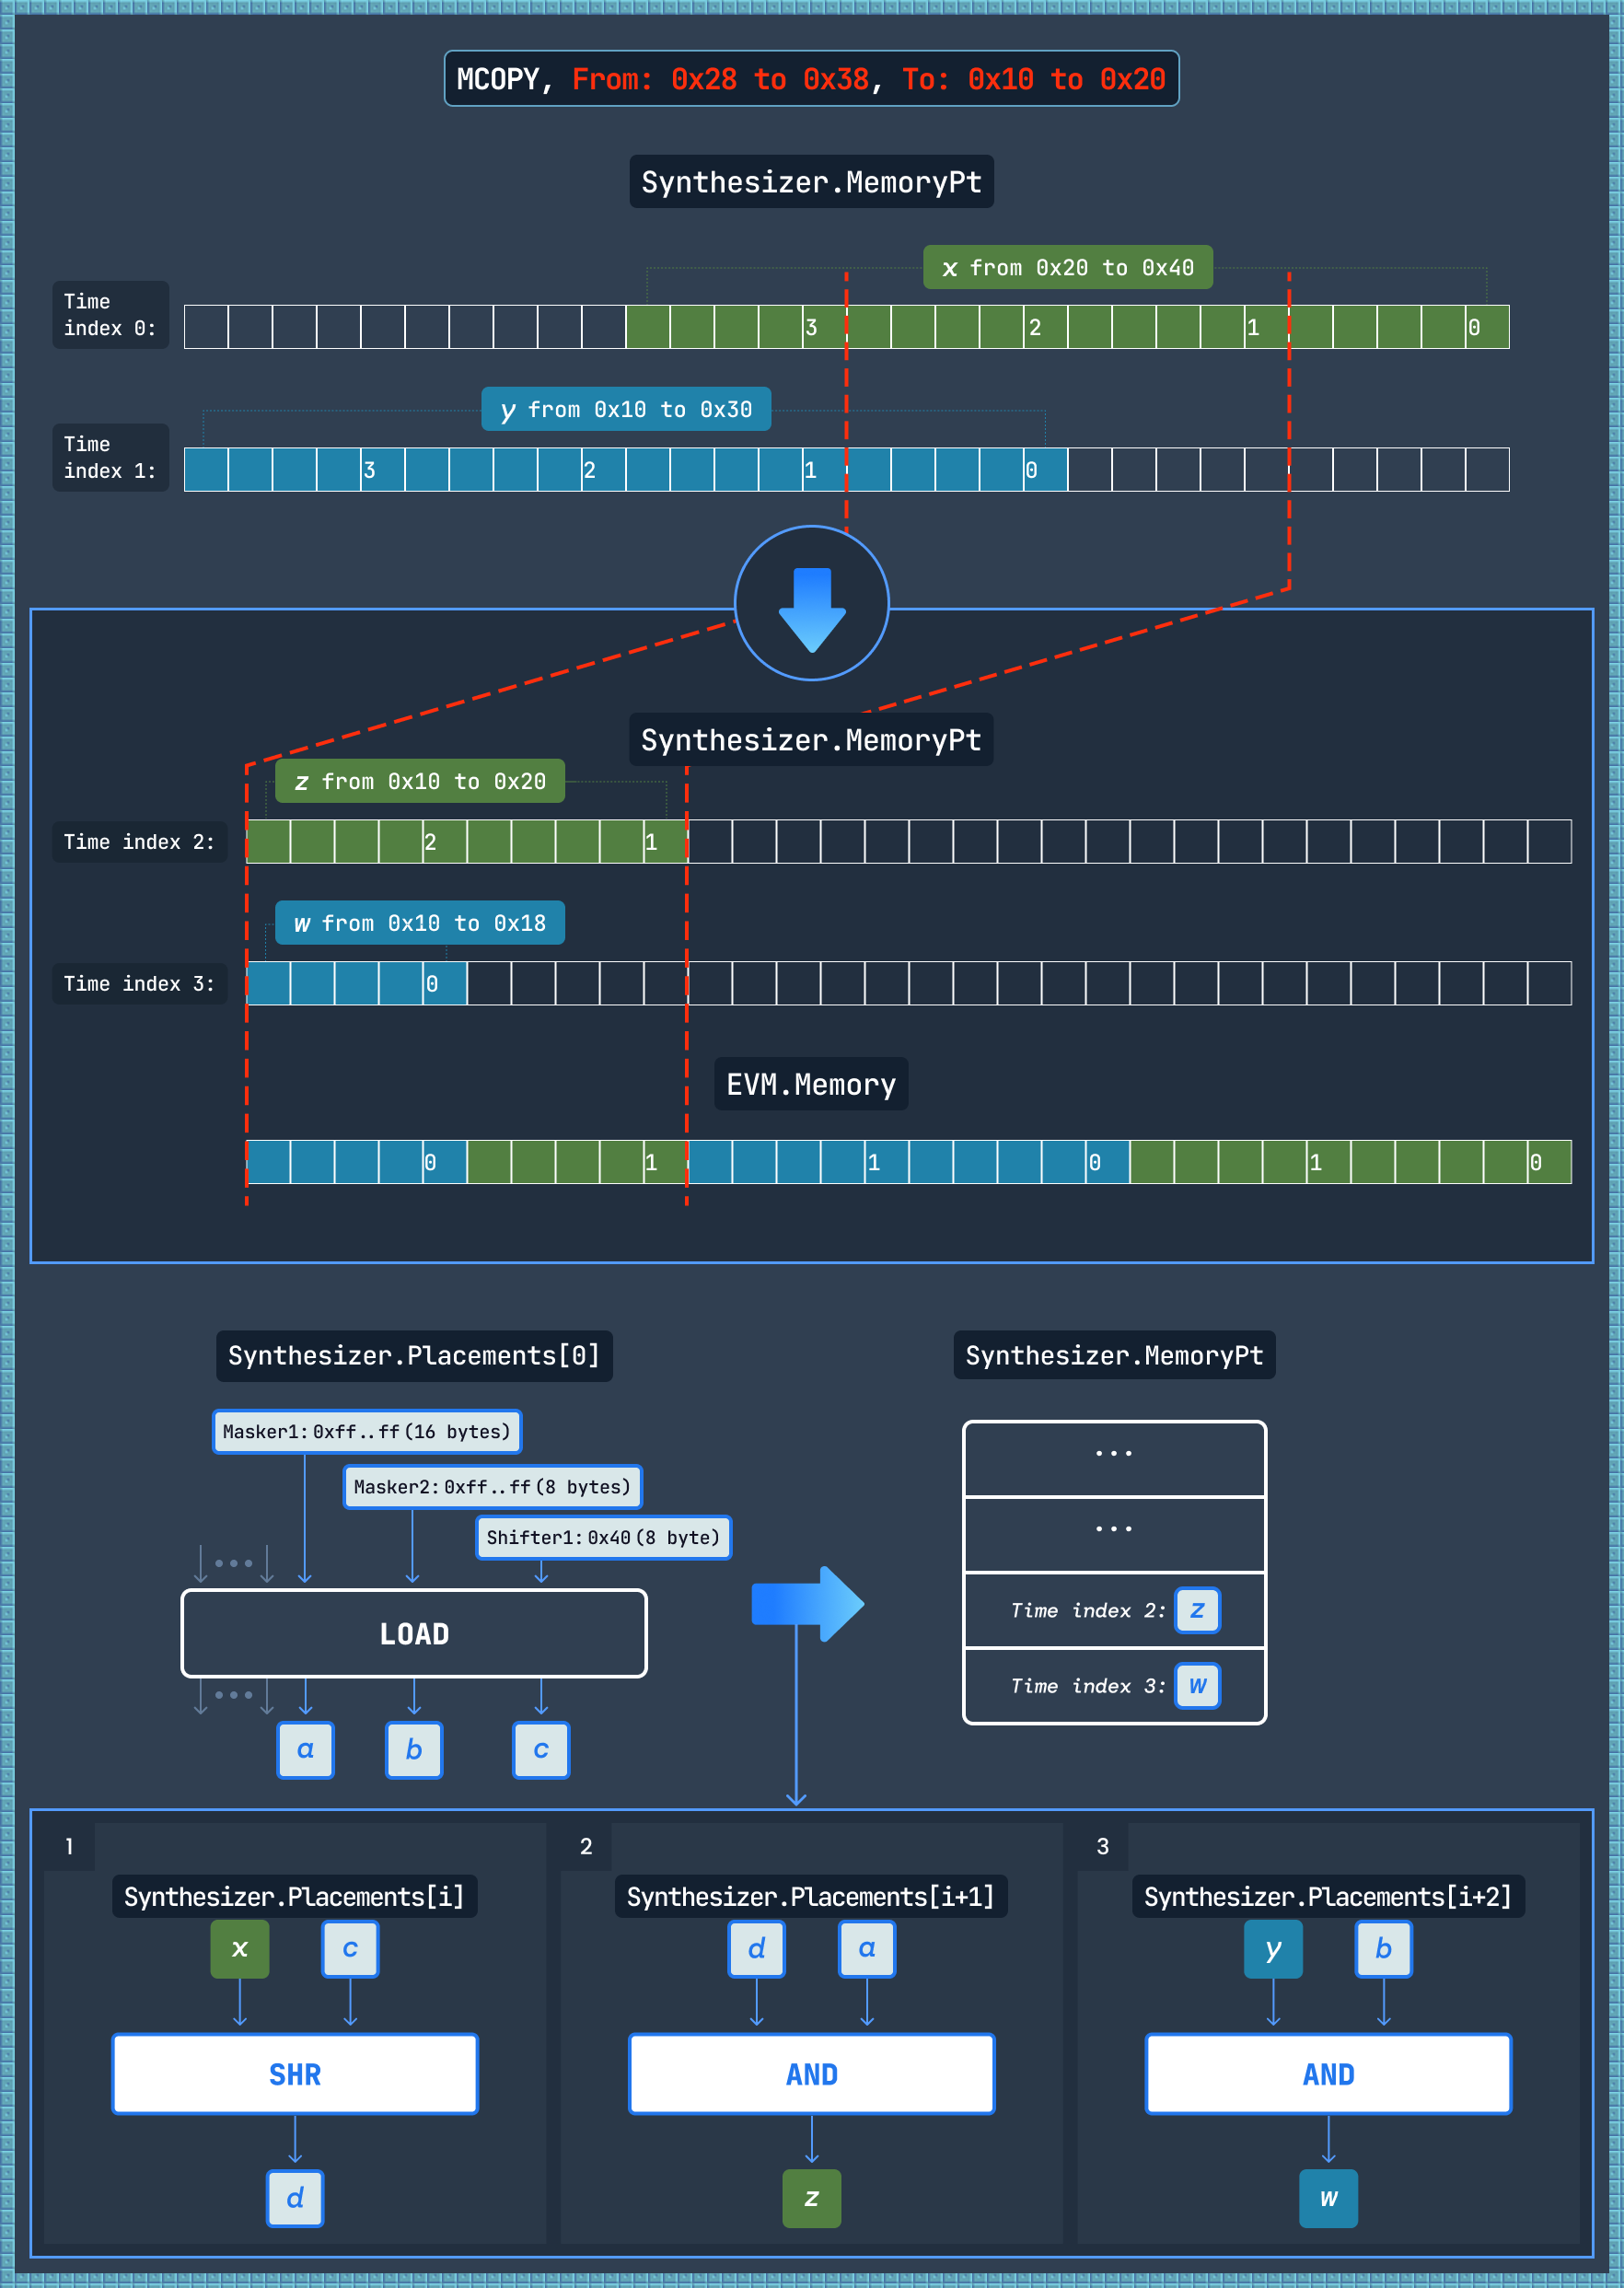 MCOPY, From: 0x28 to 0x38, To: 0x10 to 0x20
Synthesizer.MemoryPt
x from 0x20 to 0x40
Time
index 0:
3 2 1 0
y from 0x10 to 0x30
Time
index 1:
3 2 1 0
Synthesizer.MemoryPt
z from 0x10 to 0x20
Time index 2:
2 1
w from 0x10 to 0x18
Time index 3:
0
EVM.Memory
0 1 1 0 1 0
Synthesizer.Placements[0]
Masker1: 0xff..ff (16 bytes)
Masker2: 0xff..ff (8 bytes)
Shifter1: 0x40 (8 byte)
...
LOAD
...
a b c
Synthesizer.MemoryPt
...
...
Time index 2: z
Time index 3: w
1
Synthesizer.Placements[i]
x c
SHR
d
2
Synthesizer.Placements[i+1]
d a
AND
z
3
Synthesizer.Placements[i+2]
y b
AND
w